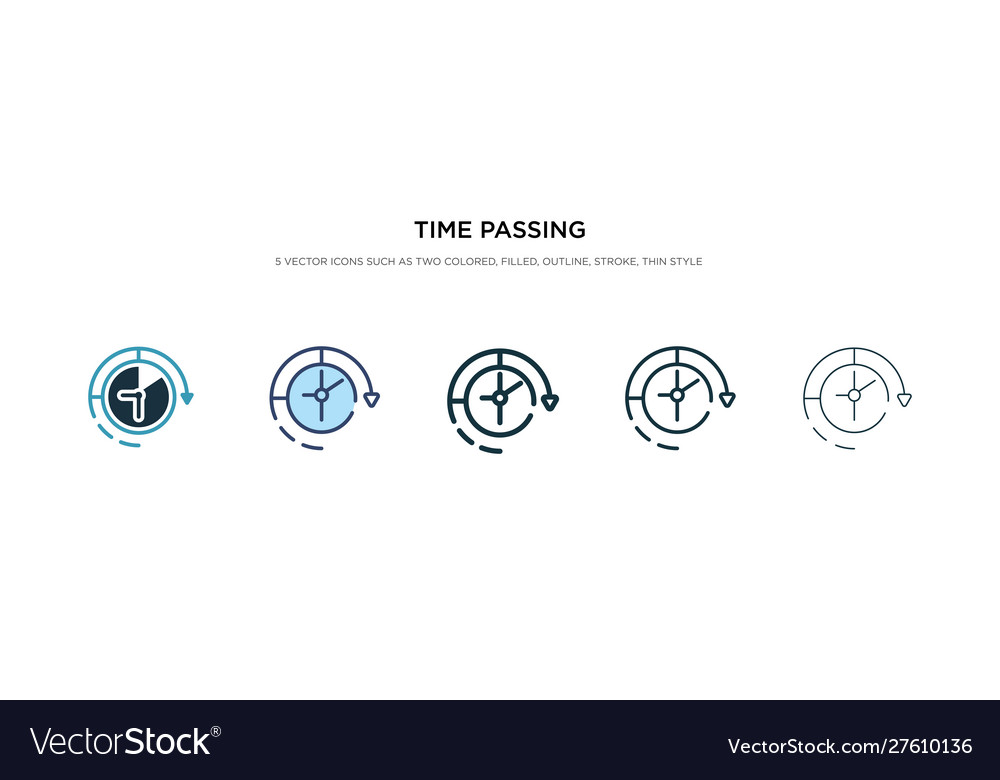 TIME PASSING
5 VECTOR ICONS SUCH AS TWO COLORED, FILLED, OUTLINE, STROKE, THIN STYLE
VectorStock®
VectorStock.com/27610136